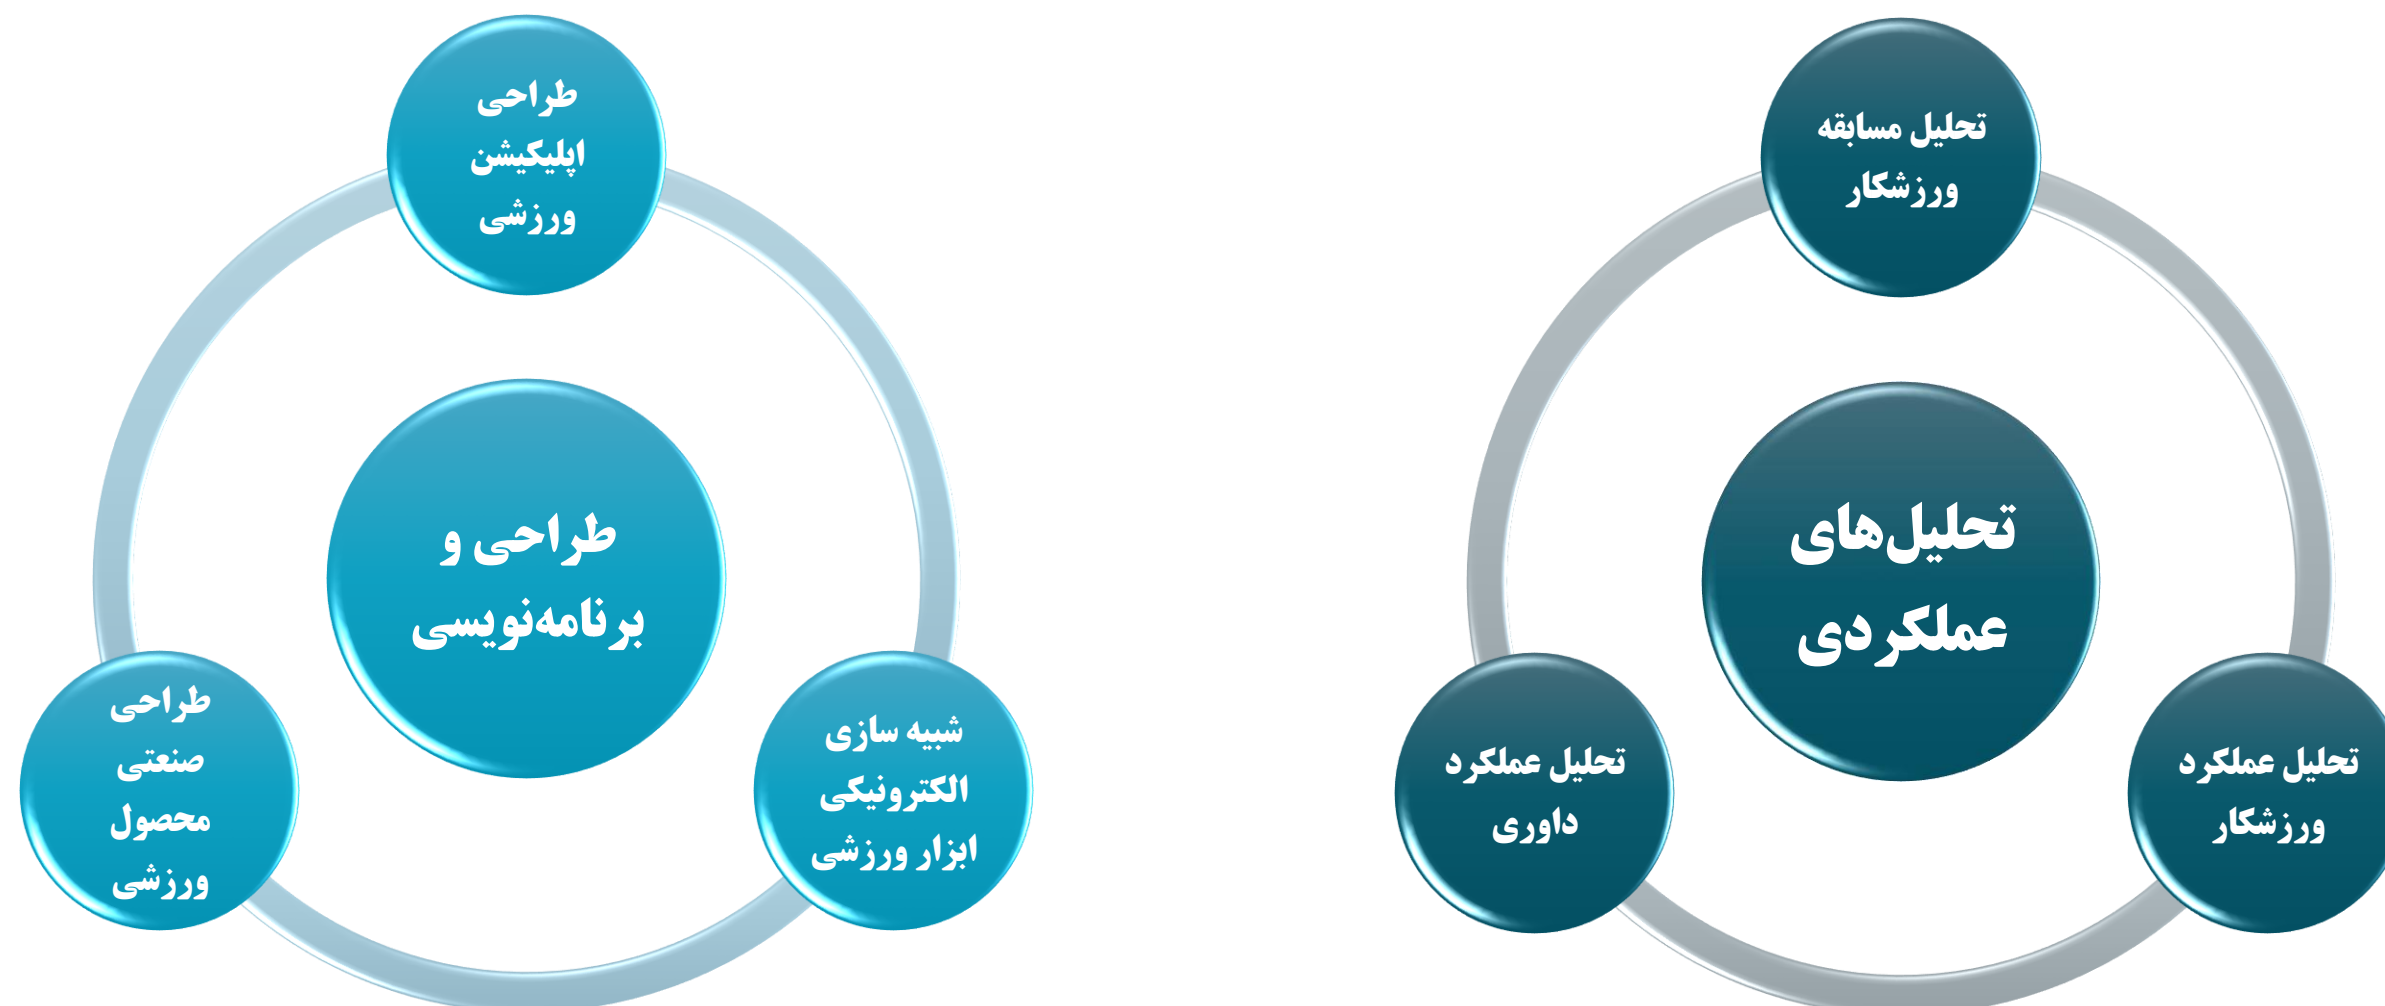 تحلیل مسابقه
ورزشکار
تحلیل‌های
عملکردی
تحلیل عملکرد
ورزشکار
تحلیل عملکرد
داوری
طراحی
اپلیکیشن
ورزشی
طراحی و
برنامه‌نویسی
شبیه سازی
الکترونیکی
ابزار ورزشی
طراحی
صنعتی
محصول
ورزشی